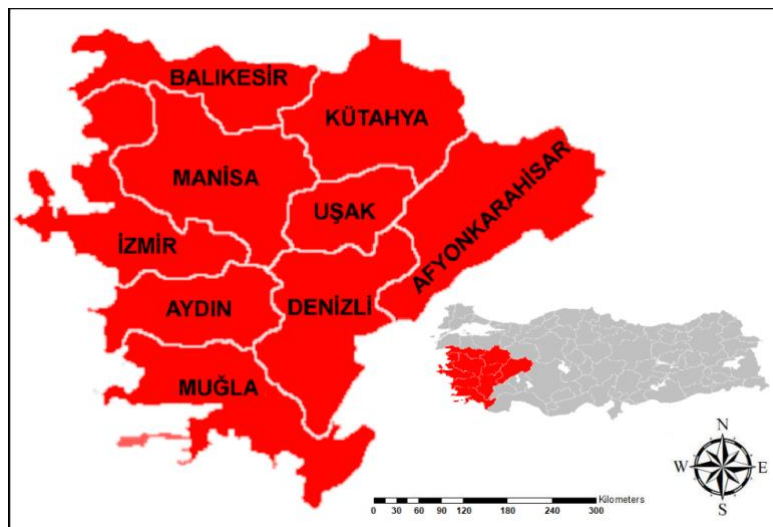 BALIKESİR
KÜTAHYA
MANİSA
UŞAK
AFYONKARAHİSAR
İZMİR
AYDIN
DENİZLİ
MUĞLA
N
W E
S
Kilometers
0 15 30 60 90 120 180 240 300